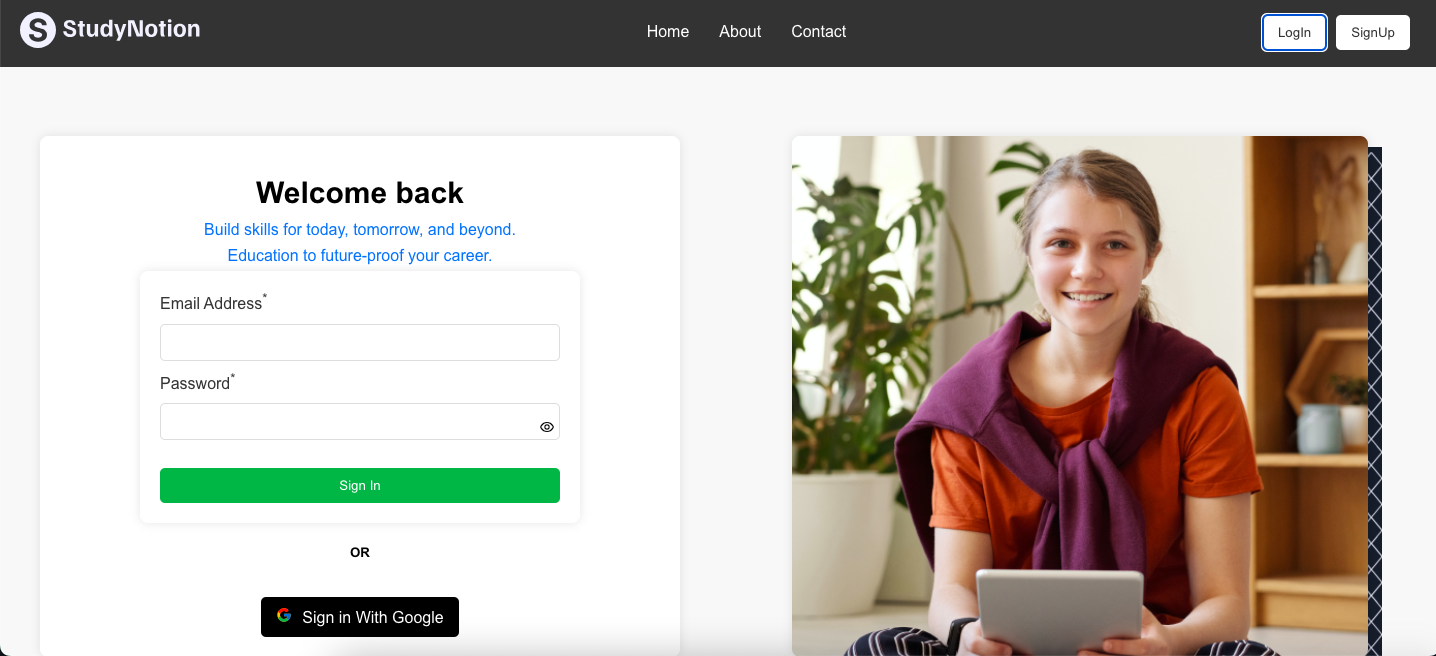 S StudyNotion
Home About Contact
LogIn SignUp
Welcome back
Build skills for today, tomorrow, and beyond.
Education to future-proof your career.
Email Address*
Password*
Sign In
OR
Sign in With Google